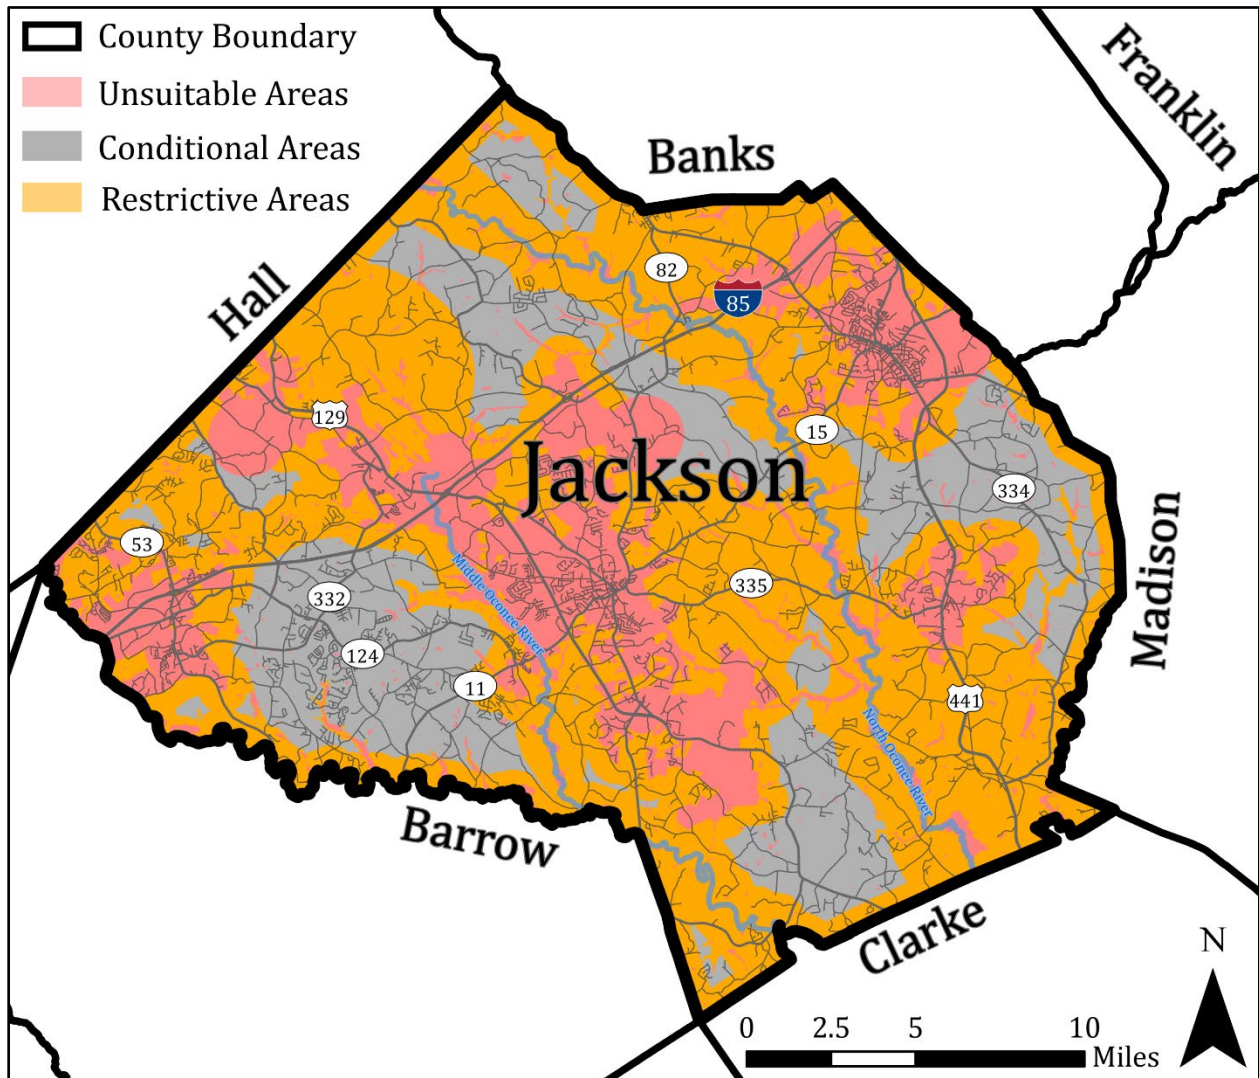 County Boundary
Unsuitable Areas
Conditional Areas
Restrictive Areas
Franklin
Banks
Hall
82
85
129
15
Jackson
334
53
332
335
Middle Oconee River
Madison
124
11
441
North Oconee River
Barrow
Clarke
N
0 2.5 5 10
Miles